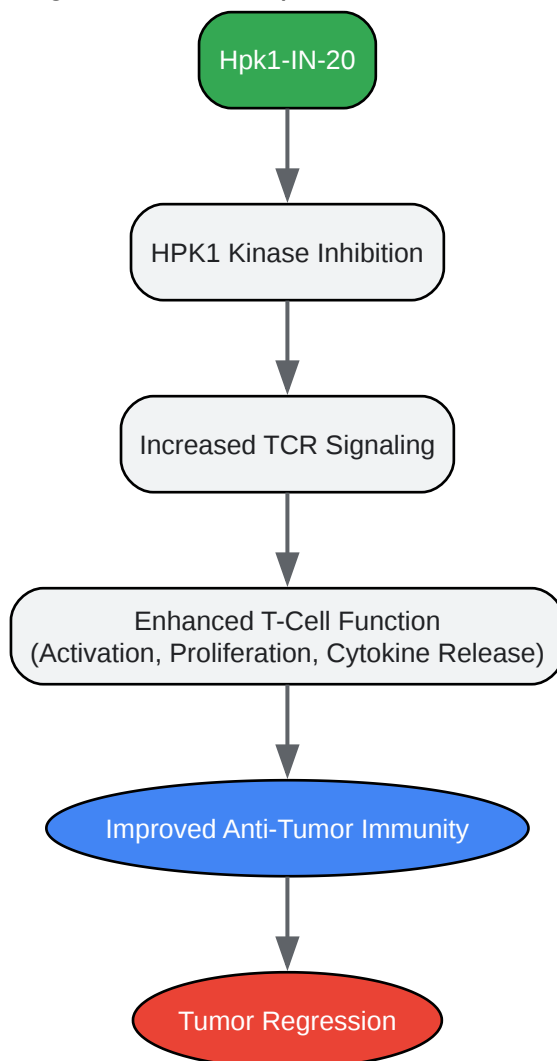 Hpk1-IN-20
HPK1 Kinase Inhibition
Increased TCR Signaling
Enhanced T-Cell Function
(Activation, Proliferation, Cytokine Release)
Improved Anti-Tumor Immunity
Tumor Regression